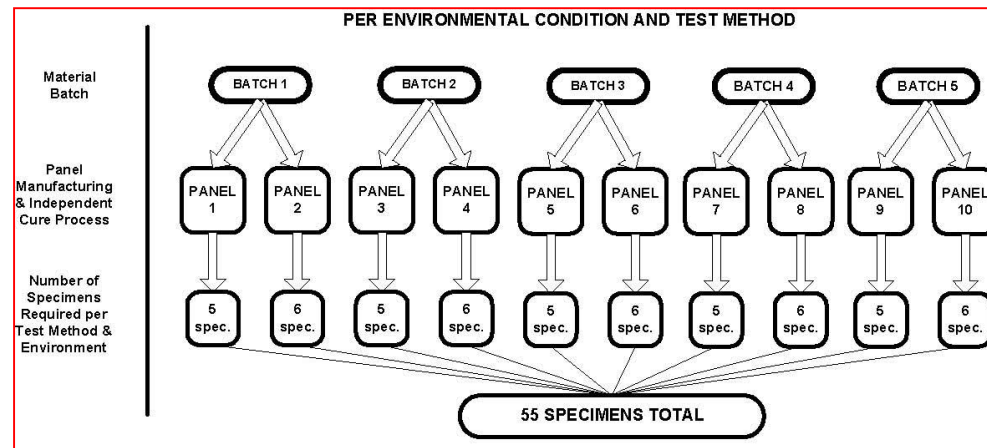 PER ENVIRONMENTAL CONDITION AND TEST METHOD
Material
Batch
BATCH 1
BATCH 2
BATCH 3
BATCH 4
BATCH 5
Panel
Manufacturing
& Independent
Cure Process
PANEL
1
PANEL
2
PANEL
3
PANEL
4
PANEL
5
PANEL
6
PANEL
7
PANEL
8
PANEL
9
PANEL
10
Number of
Specimens
Required per
Test Method &
Environment
5
spec.
6
spec.
5
spec.
6
spec.
5
spec.
6
spec.
5
spec.
6
spec.
5
spec.
6
spec.
55 SPECIMENS TOTAL